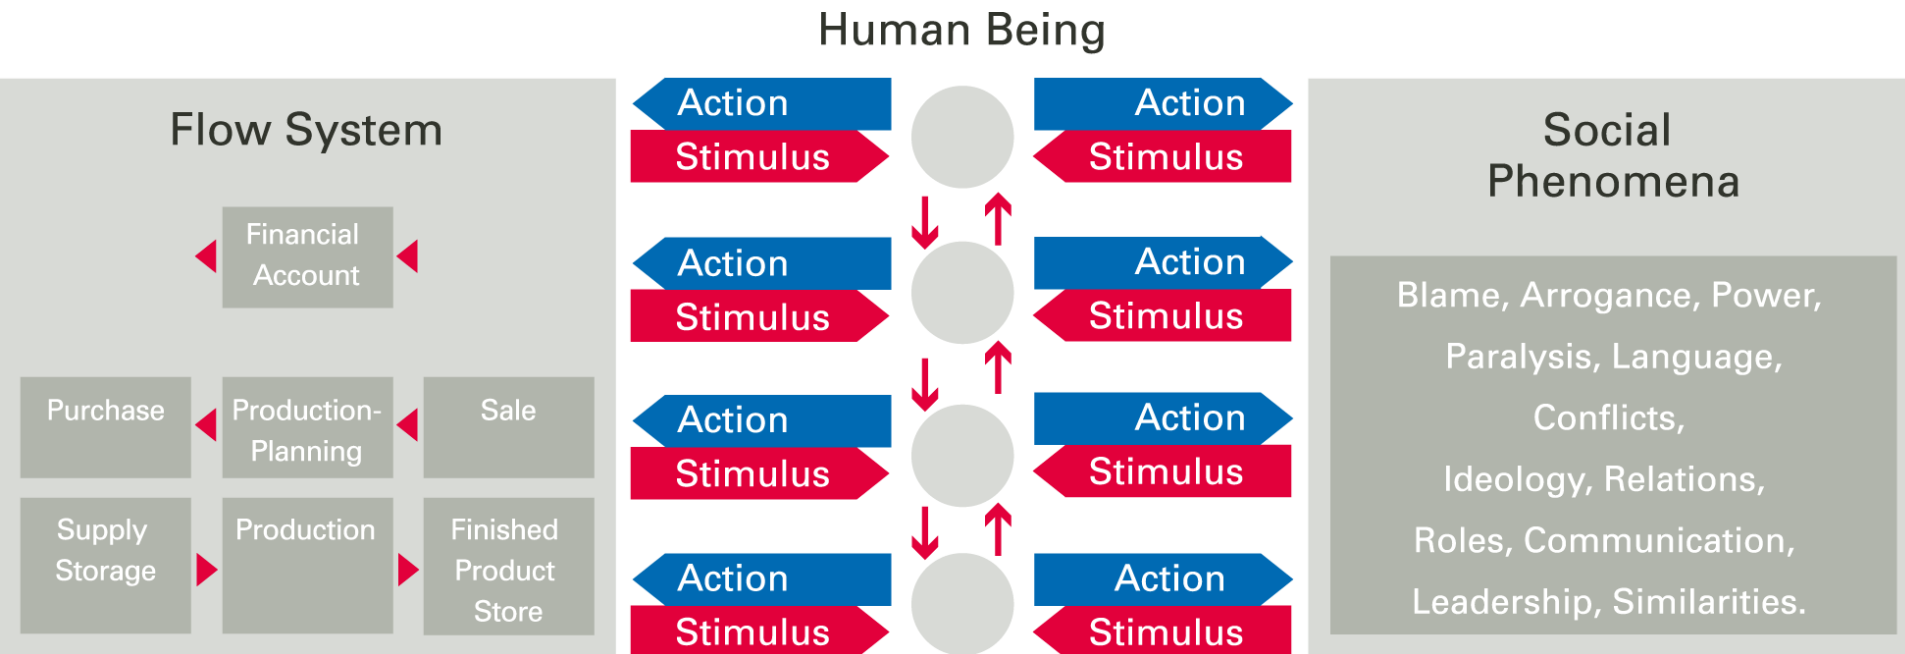 Human Being
Flow System
Financial
Account
Purchase
Production-
Planning
Sale
Supply
Storage
Production
Finished
Product
Store
Action
Stimulus
Action
Stimulus
Action
Stimulus
Action
Stimulus
Action
Stimulus
Action
Stimulus
Action
Stimulus
Action
Stimulus
Social
Phenomena
Blame, Arrogance, Power,
Paralysis, Language,
Conflicts,
Ideology, Relations,
Roles, Communication,
Leadership, Similarities.